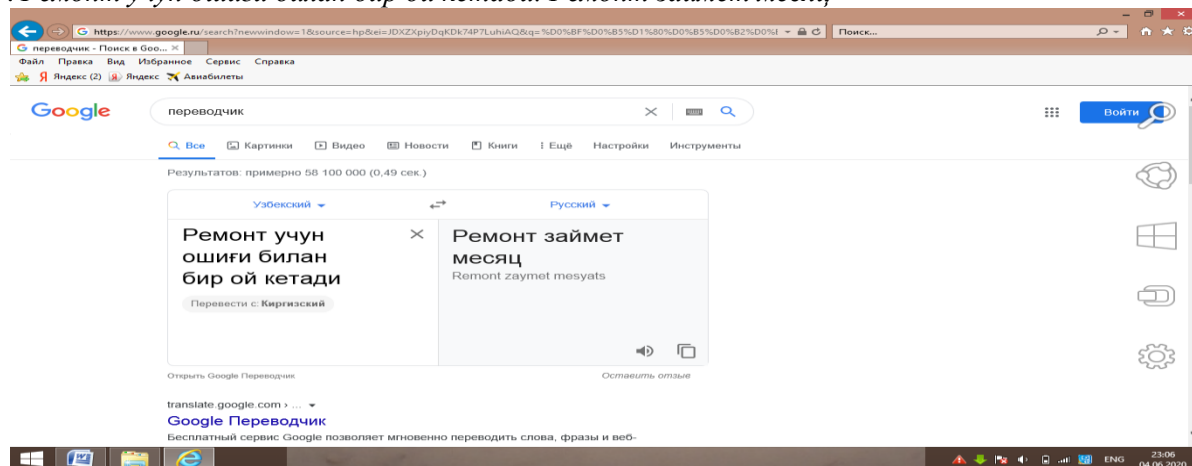 Ремонт учун ошиғи билан бир ой кетади. Ремонт займет месяц
https://www.google.ru/search?newwindow=1&source=hp&ei=JDXZXpiyDqKDk74P7LuhiAQ&q=%D0%BF%D0%B5%D1%80%D0%B5%D0%B2%D0%
Поиск...
переводчик - Поиск в Goo...
Файл Правка Вид Избранное Сервис Справка
Яндекс (2) Яндекс Авиабилеты
Google
переводчик
Войти
Все Картинки Видео Новости Книги Ещё Настройки Инструменты
Результатов: примерно 58 100 000 (0,49 сек.)
Узбекский Русский
Ремонт учун
ошиғи билан
бир ой кетади
Перевести с: Киргизский
Ремонт займет
месяц
Remont zaymet mesyats
Открыть Google Переводчик Оставить отзыв
translate.google.com › ...
Google Переводчик
Бесплатный сервис Google позволяет мгновенно переводить слова, фразы и веб-
ENG
23:06
04.06.2020